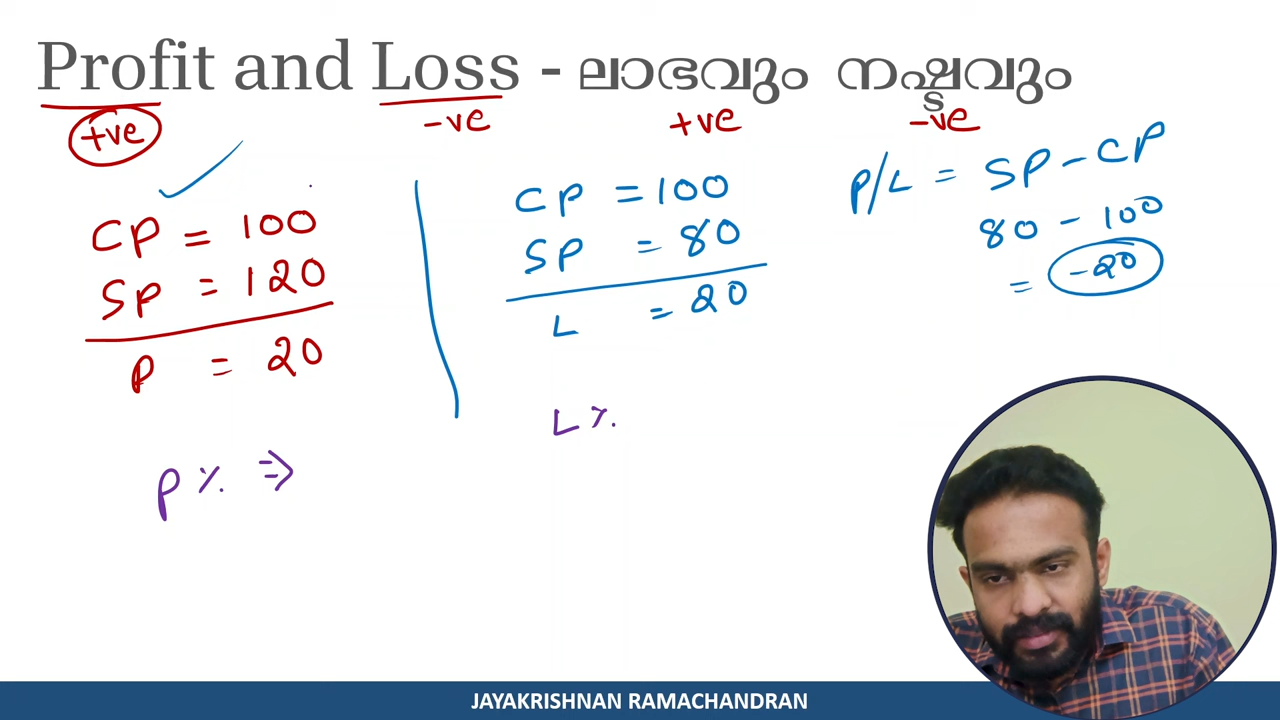 Profit and Loss - ലാഭവും നഷ്ടവും
+ve -ve +ve -ve
CP = 100
SP = 120
P = 20
P% ⇒
CP = 100
SP = 80
L = 20
L%
P/L = SP - CP
80 - 100
= -20
JAYAKRISHNAN RAMACHANDRAN